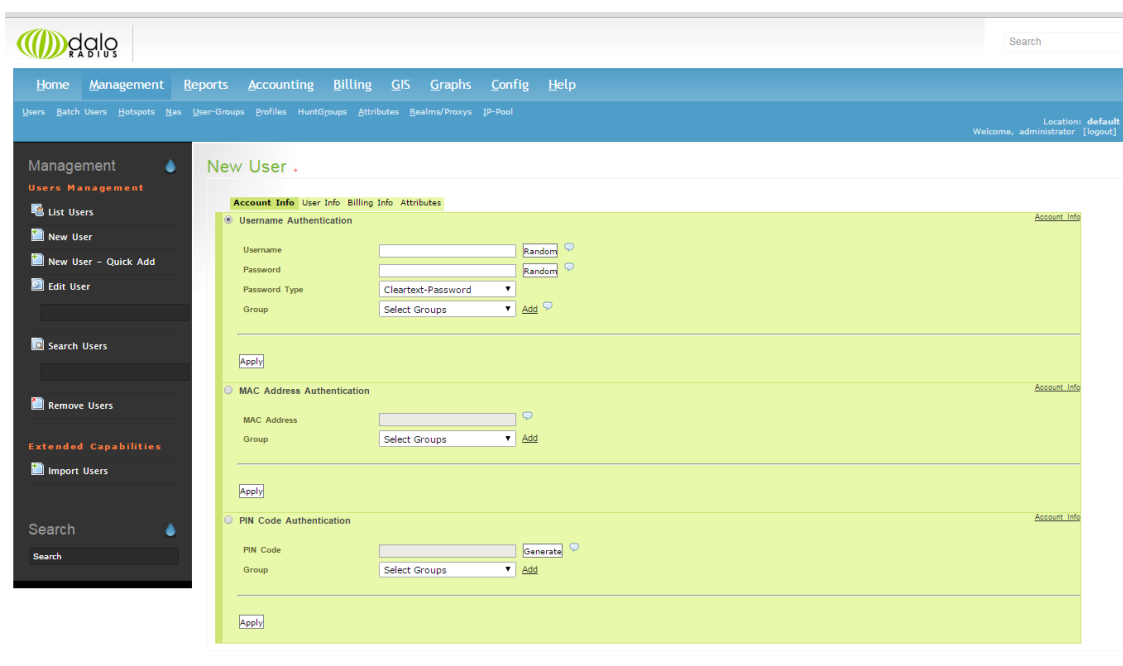 dalo
RADIUS
Search
Home Management Reports Accounting Billing GIS Graphs Config Help
Users Batch Users Hotspots Nas User-Groups Profiles HuntGroups Attributes Realms/Proxys IP-Pool
Location: default
Welcome, administrator [logout]
Management
Users Management
List Users
New User
New User - Quick Add
Edit User
Search Users
Remove Users
Extended Capabilities
Import Users
Search
Search
New User +
Account Info User Info Billing Info Attributes
Username Authentication Account Info
Username Random
Password Random
Password Type Cleartext-Password
Group Select Groups Add
Apply
MAC Address Authentication Account Info
MAC Address
Group Select Groups Add
Apply
PIN Code Authentication Account Info
PIN Code Generate
Group Select Groups Add
Apply